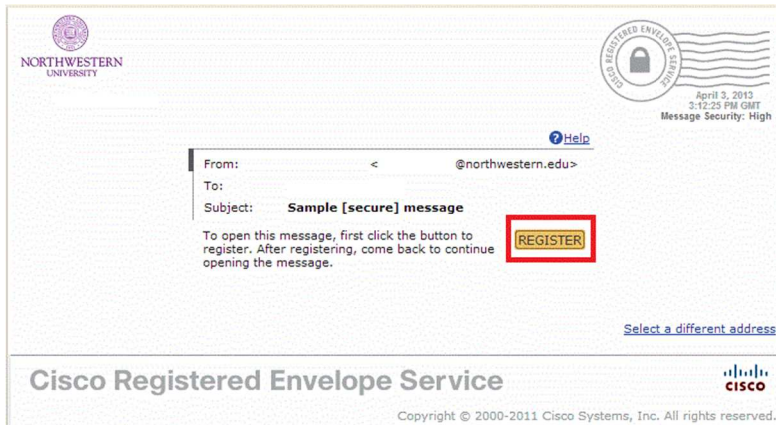 NORTHWESTERN
UNIVERSITY
CISCO REGISTERED ENVELOPE SERVICE
April 3, 2013
3:12:25 PM GMT
Message Security: High
?Help
From: < @northwestern.edu>
To:
Subject: Sample [secure] message
To open this message, first click the button to
register. After registering, come back to continue
opening the message.
REGISTER
Select a different address
Cisco Registered Envelope Service
CISCO
Copyright © 2000-2011 Cisco Systems, Inc. All rights reserved.